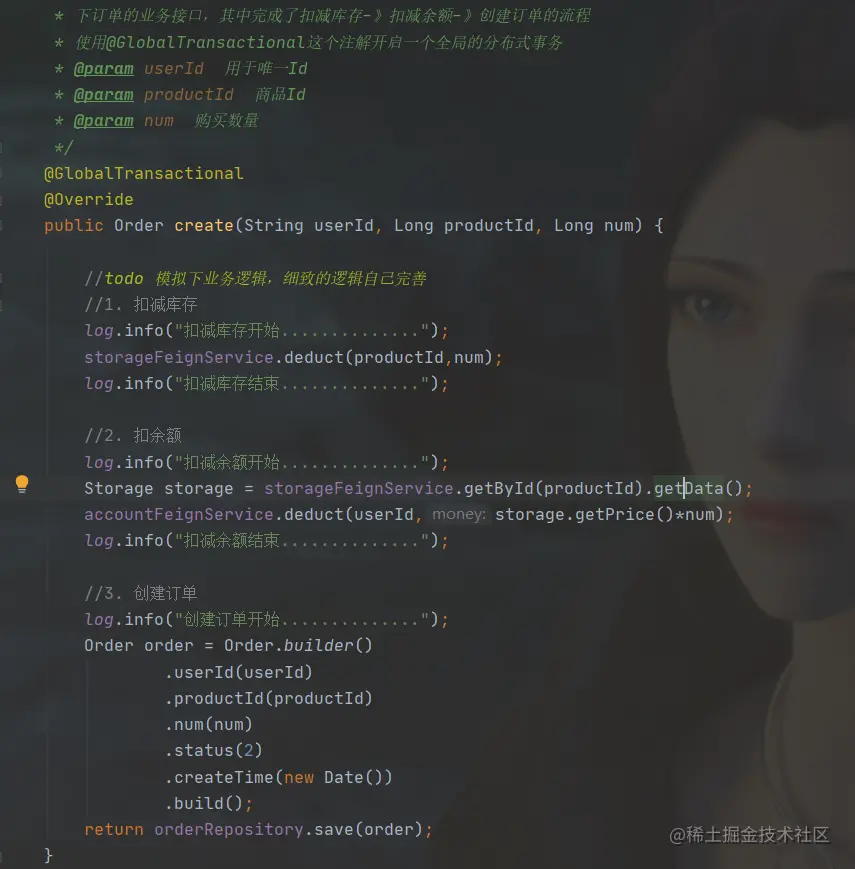 * 下订单的业务接口，其中完成了扣减库存-》扣减余额-》创建订单的流程
* 使用@GlobalTransactional这个注解开启一个全局的分布式事务
* @param userId  用于唯一Id
* @param productId  商品Id
* @param num  购买数量
*/
@GlobalTransactional
@Override
public Order create(String userId, Long productId, Long num) {
//todo 模拟下业务逻辑，细致的逻辑自己完善
//1. 扣减库存
log.info("扣减库存开始..............");
storageFeignService.deduct(productId,num);
log.info("扣减库存结束..............");
//2. 扣余额
log.info("扣减余额开始..............");
Storage storage = storageFeignService.getById(productId).getData();
accountFeignService.deduct(userId, money: storage.getPrice()*num);
log.info("扣减余额结束..............");
//3. 创建订单
log.info("创建订单开始..............");
Order order = Order.builder()
.userId(userId)
.productId(productId)
.num(num)
.status(2)
.createTime(new Date())
.build();
return orderRepository.save(order);
}
@稀土掘金技术社区